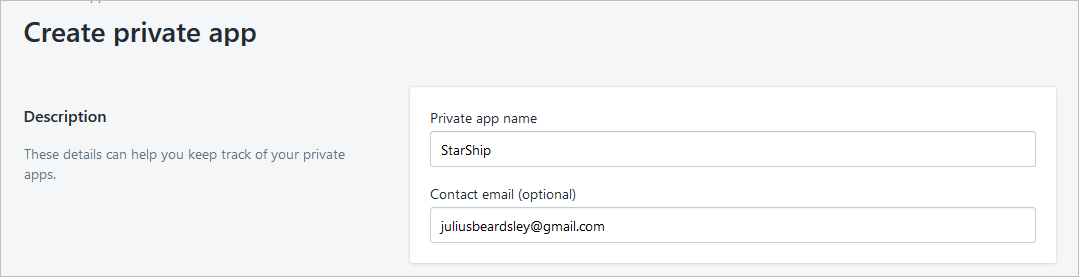 Create private app
Description
These details can help you keep track of your private
apps.
Private app name
StarShip
Contact email (optional)
juliusbeardsley@gmail.com